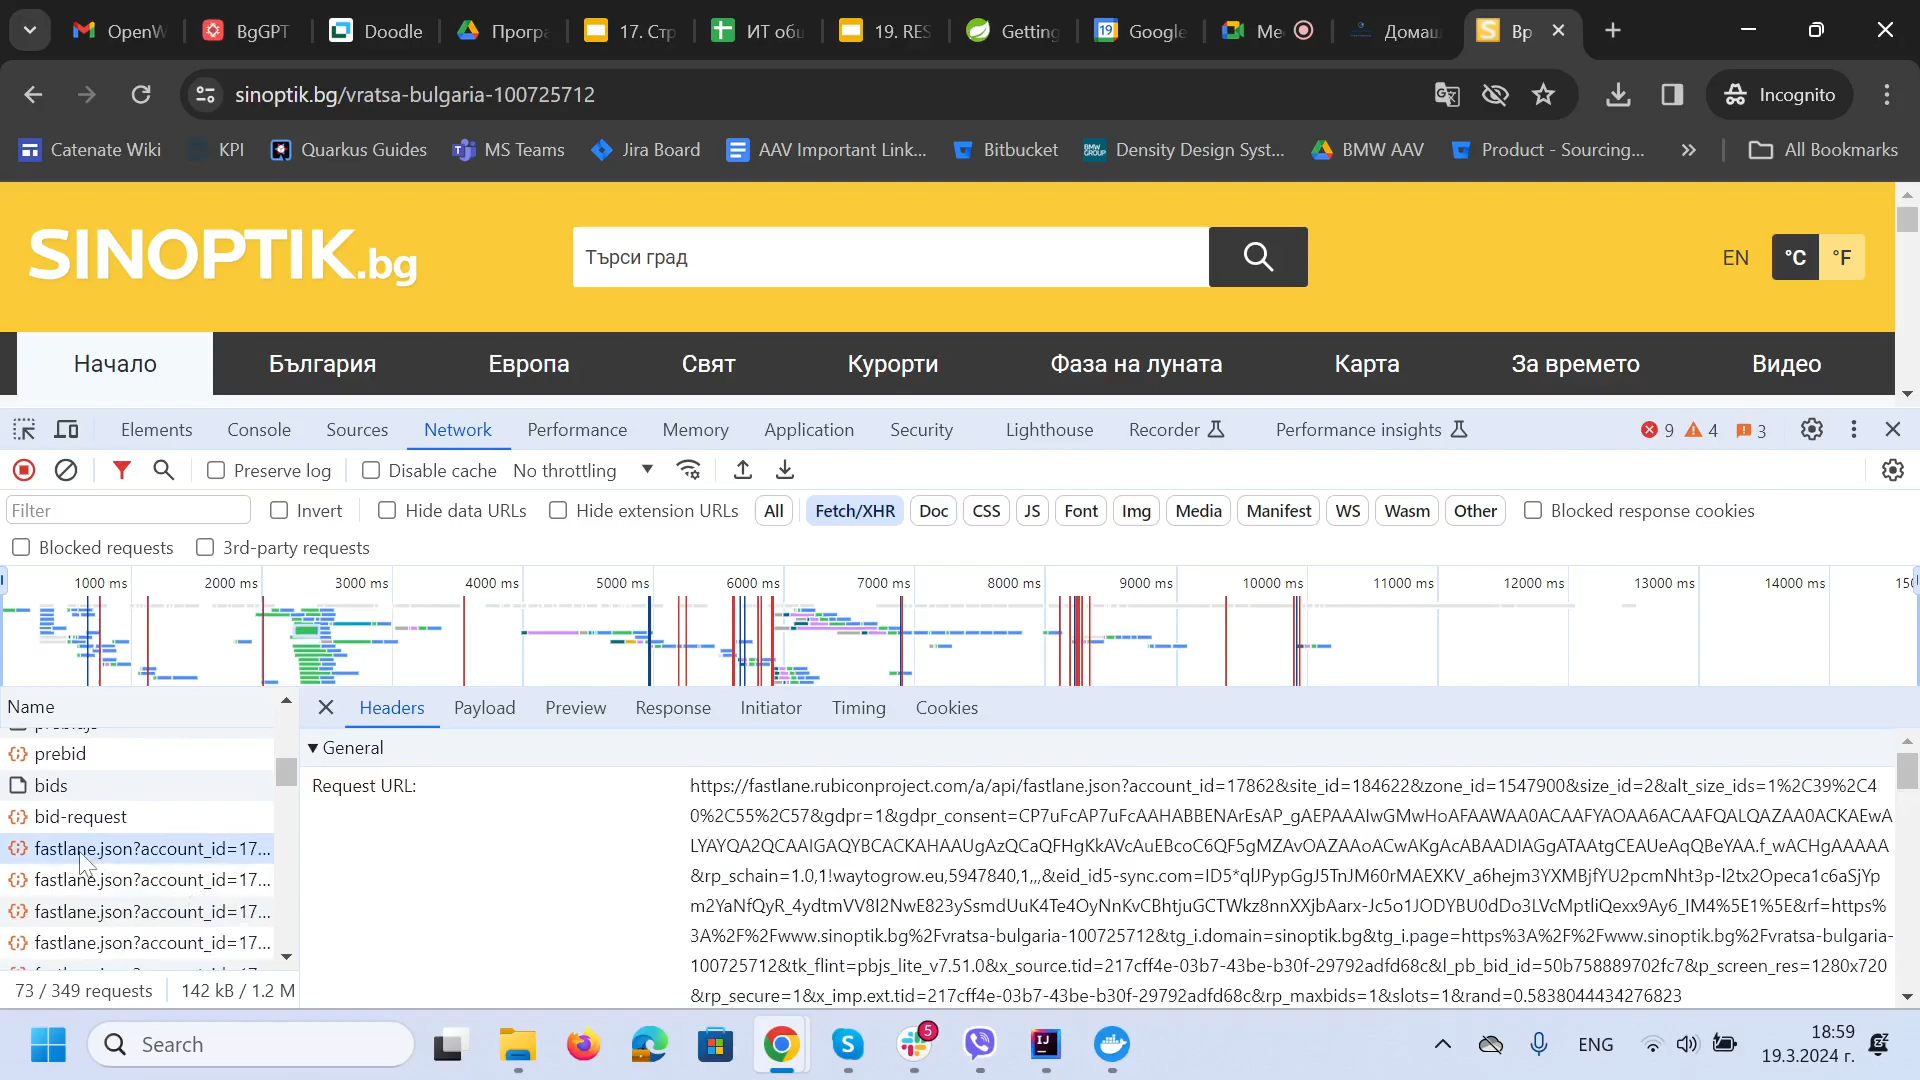 OpenW
BgGPT
Doodle
Програ
17. Стр
ИТ общ
19. RES
Getting
19
Google
Me
Домаш
S
Вр
sinoptik.bg/vratsa-bulgaria-100725712
Incognito
Catenate Wiki
KPI
Quarkus Guides
MS Teams
Jira Board
AAV Important Link...
Bitbucket
BMW GROUP
Density Design Syst...
BMW AAV
Product - Sourcing...
All Bookmarks
SINOPTIK.bg
Търси град
EN
°C
°F
Начало
България
Европа
Свят
Курорти
Фаза на луната
Карта
За времето
Видео
Elements
Console
Sources
Network
Performance
Memory
Application
Security
Lighthouse
Recorder
Performance insights
9
4
3
Preserve log
Disable cache
No throttling
Filter
Invert
Hide data URLs
Hide extension URLs
All
Fetch/XHR
Doc
CSS
JS
Font
Img
Media
Manifest
WS
Wasm
Other
Blocked response cookies
Blocked requests
3rd-party requests
1000 ms
2000 ms
3000 ms
4000 ms
5000 ms
6000 ms
7000 ms
8000 ms
9000 ms
10000 ms
11000 ms
12000 ms
13000 ms
14000 ms
150
Name
Headers
Payload
Preview
Response
Initiator
Timing
Cookies
prebid
bids
bid-request
fastlane.json?account_id=17...
fastlane.json?account_id=17...
fastlane.json?account_id=17...
fastlane.json?account_id=17...
General
Request URL:
https://fastlane.rubiconproject.com/a/api/fastlane.json?account_id=17862&site_id=184622&zone_id=1547900&size_id=2&alt_size_ids=1%2C39%2C4
0%2C55%2C57&gdpr=1&gdpr_consent=CP7uFcAP7uFcAAHABBENArEsAP_gAEPAAAIwGMwHoAFAAWAA0ACAAFYAOAA6ACAAFQALQAZAA0ACKAEwA
LYAYQA2QCAAIGAQYBCACKAHAAUgAzQCaQFHgKkAVcAuEBcoC6QF5gMZAvOAZAAoACwAKgAcABAADIAGgATAAtgCEAUeAqQBeYAA.f_wACHgAAAAA
&rp_schain=1.0,1!waytogrow.eu,5947840,1,,,&eid_id5-sync.com=ID5*qlJPypGgJ5TnJM60rMAEXKV_a6hejm3YXMBjfYU2pcmNht3p-l2tx2Opeca1c6aSjYp
m2YaNfQyR_4ydtmVV8I2NwE823ySsmdUuK4Te4OyNnKvCBhtjuGCTWkz8nnXXjbAarx-Jc5o1JODYBU0dDo3LVcMptliQexx9Ay6_IM4%5E1%5E&rf=https%
3A%2F%2Fwww.sinoptik.bg%2Fvratsa-bulgaria-100725712&tg_i.domain=sinoptik.bg&tg_i.page=https%3A%2F%2Fwww.sinoptik.bg%2Fvratsa-bulgaria-
100725712&tk_flint=pbjs_lite_v7.51.0&x_source.tid=217cff4e-03b7-43be-b30f-29792adfd68c&l_pb_bid_id=50b758889702fc7&p_screen_res=1280x720
&rp_secure=1&x_imp.ext.tid=217cff4e-03b7-43be-b30f-29792adfd68c&rp_maxbids=1&slots=1&rand=0.5838044434276823
73 / 349 requests
142 kB / 1.2 M
Search
5
ENG
18:59
19.3.2024 г.